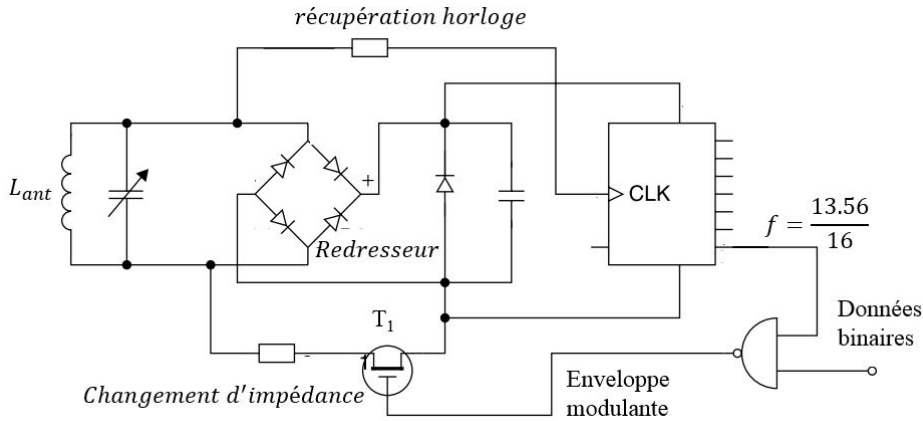 récupération horloge
L_ant
+
CLK
f = 13.56/16
Redresseur
T₁
Données
binaires
Changement d'impédance
Enveloppe
modulante